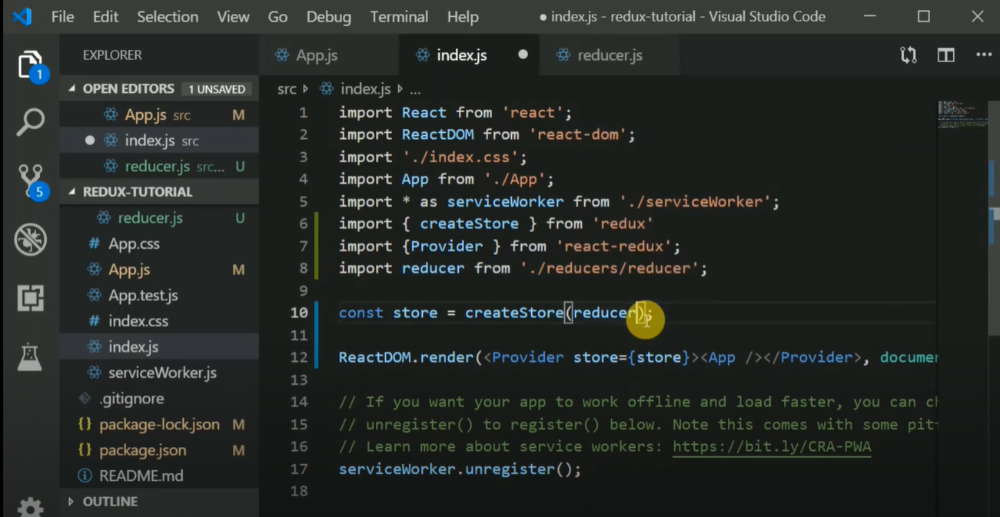 File Edit Selection View Go Debug Terminal Help ● index.js - redux-tutorial - Visual Studio Code
EXPLORER
OPEN EDITORS 1 UNSAVED
App.js src M
index.js src
reducer.js src... U
REDUX-TUTORIAL
reducer.js U
App.css
App.js M
App.test.js
index.css
index.js
serviceWorker.js
.gitignore
package-lock.json M
package.json M
README.md
OUTLINE
1
5
App.js index.js reducer.js
src index.js ...
1 import React from 'react';
2 import ReactDOM from 'react-dom';
3 import './index.css';
4 import App from './App';
5 import * as serviceWorker from './serviceWorker';
6 import { createStore } from 'redux'
7 import {Provider } from 'react-redux';
8 import reducer from './reducers/reducer';
9
10 const store = createStore(reducer);
11
12 ReactDOM.render(<Provider store={store}><App /></Provider>, documen
13
14 // If you want your app to work offline and load faster, you can ch
15 // unregister() to register() below. Note this comes with some pit
16 // Learn more about service workers: https://bit.ly/CRA-PWA
17 serviceWorker.unregister();
18